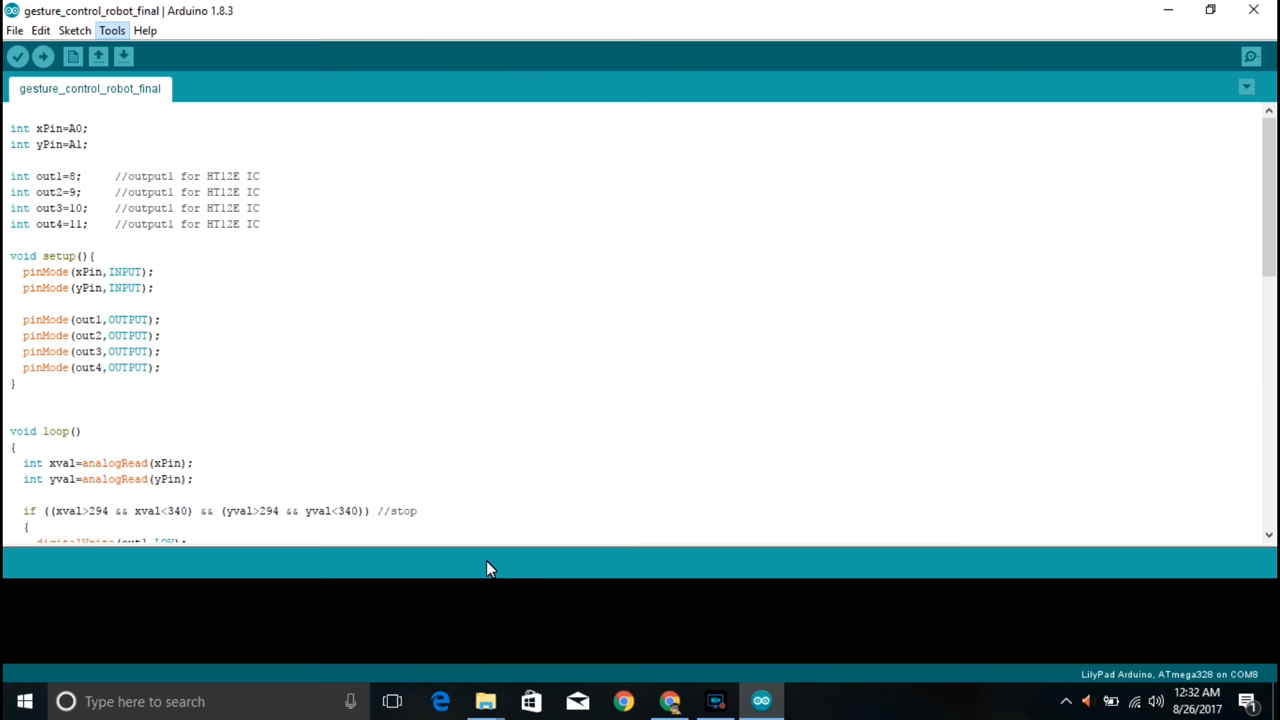 gesture_control_robot_final | Arduino 1.8.3
File Edit Sketch Tools Help
gesture_control_robot_final
int xPin=A0;
int yPin=A1;
int out1=8; //output1 for HT12E IC
int out2=9; //output1 for HT12E IC
int out3=10; //output1 for HT12E IC
int out4=11; //output1 for HT12E IC
void setup(){
pinMode(xPin,INPUT);
pinMode(yPin,INPUT);
pinMode(out1,OUTPUT);
pinMode(out2,OUTPUT);
pinMode(out3,OUTPUT);
pinMode(out4,OUTPUT);
}
void loop()
{
int xval=analogRead(xPin);
int yval=analogRead(yPin);
if ((xval>294 && xval<340) && (yval>294 && yval<340)) //stop
{
digitalWrite(out1,LOW);
LilyPad Arduino, ATmega328 on COM8
Type here to search
12:32 AM
8/26/2017
1